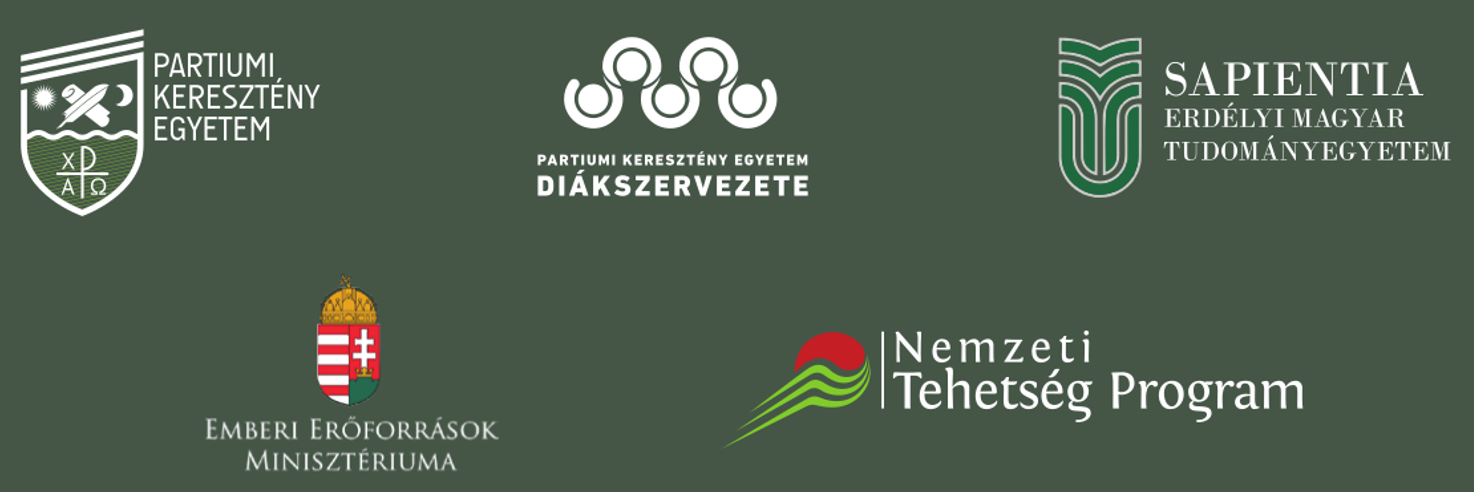 PARTIUMI
KERESZTÉNY
EGYETEM
ΧΡ
ΑΩ
PARTIUMI KERESZTÉNY EGYETEM
DIÁKSZERVEZETE
SAPIENTIA
ERDÉLYI MAGYAR
TUDOMÁNYEGYETEM
EMBERI ERŐFORRÁSOK
MINISZTÉRIUMA
Nemzeti
Tehetség Program